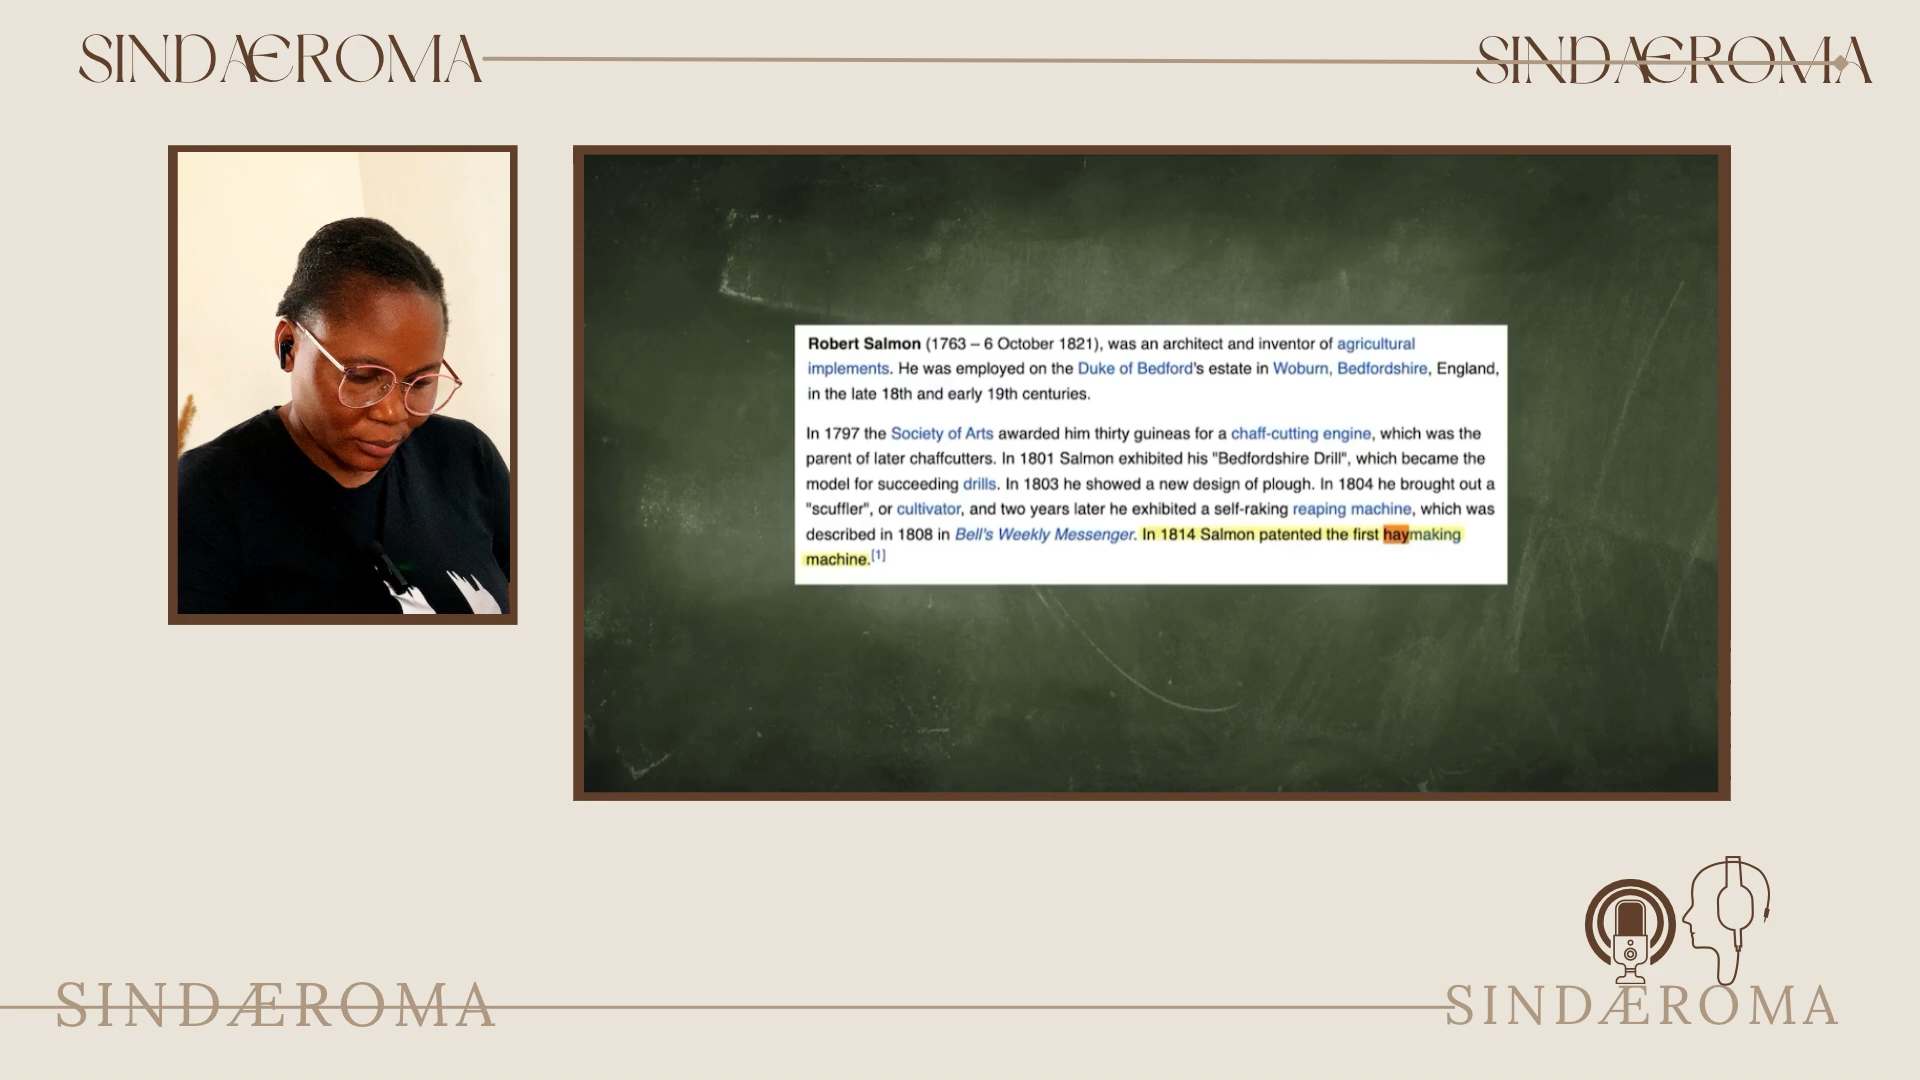 SINDÆROMA
SINDÆROMA
Robert Salmon (1763 – 6 October 1821), was an architect and inventor of agricultural
implements. He was employed on the Duke of Bedford's estate in Woburn, Bedfordshire, England,
in the late 18th and early 19th centuries.
In 1797 the Society of Arts awarded him thirty guineas for a chaff-cutting engine, which was the
parent of later chaffcutters. In 1801 Salmon exhibited his "Bedfordshire Drill", which became the
model for succeeding drills. In 1803 he showed a new design of plough. In 1804 he brought out a
"scuffler", or cultivator, and two years later he exhibited a self-raking reaping machine, which was
described in 1808 in Bell's Weekly Messenger. In 1814 Salmon patented the first haymaking
machine.[1]
SINDÆROMA
SINDÆROMA